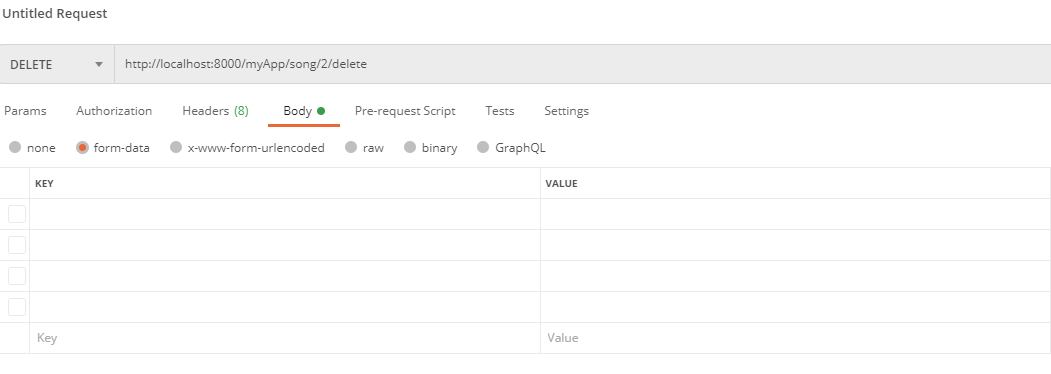 Untitled Request
DELETE http://localhost:8000/myApp/song/2/delete
Params Authorization Headers (8) Body Pre-request Script Tests Settings
none form-data x-www-form-urlencoded raw binary GraphQL
KEY VALUE
Key Value